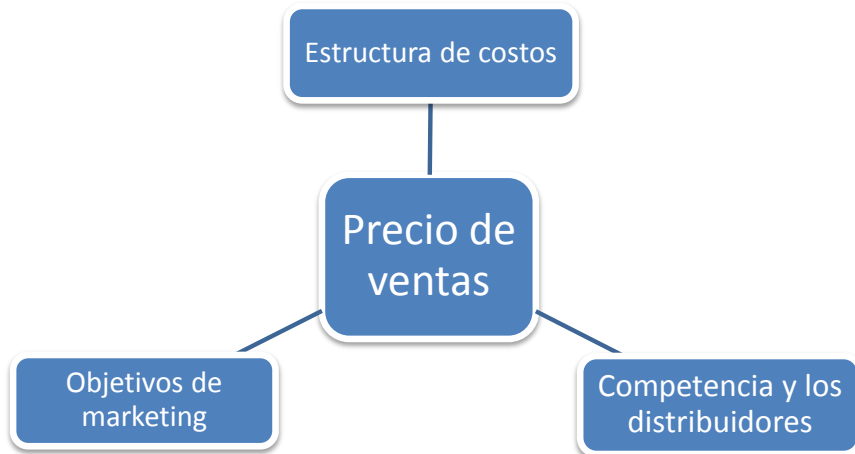 Estructura de costos
Precio de
ventas
Objetivos de
marketing
Competencia y los
distribuidores